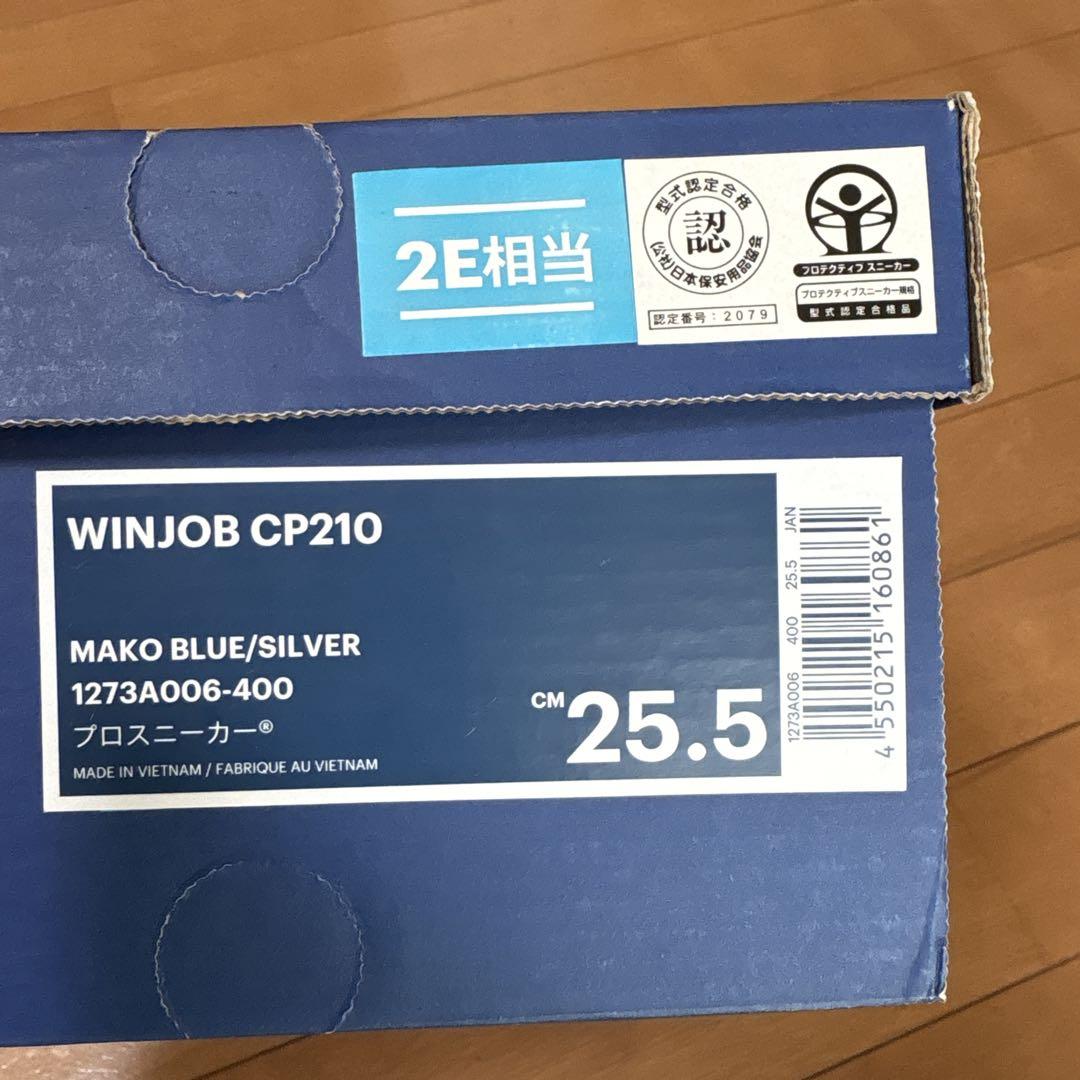 2E相当
型式認定合格
認
(公社)日本保安用品協会
認定番号：2079
プロテクティブ スニーカー
プロテクティブスニーカー規格
型式認定合格品
WINJOB CP210
MAKO BLUE/SILVER
1273A006-400
プロスニーカー®
MADE IN VIETNAM / FABRIQUE AU VIETNAM
CM 25.5
1273A006 400 25.5 JAN
4 550215 160861